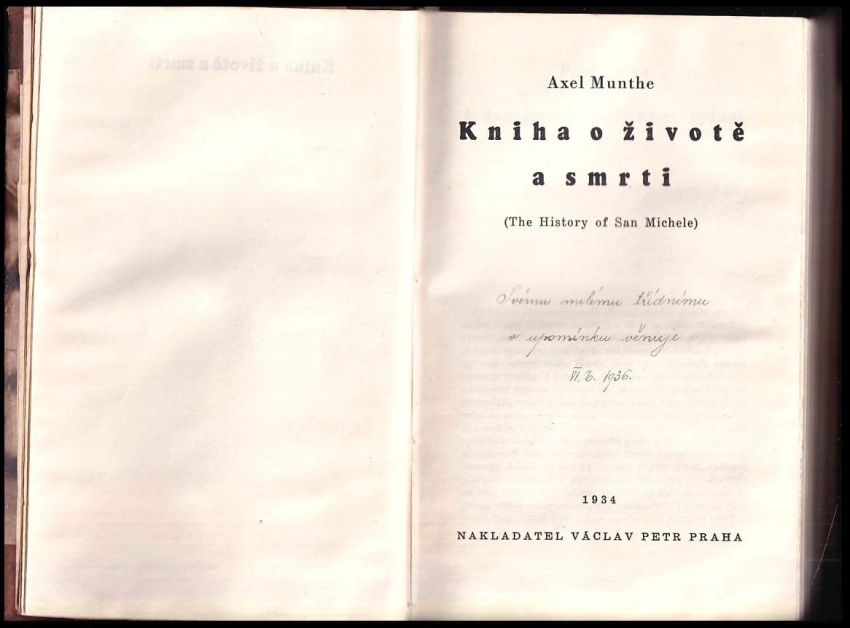 Axel Munthe
Kniha o životě
a smrti
(The History of San Michele)
Svému milému třídnímu
v upomínku věnuje
VI. b. 1936.
1934
NAKLADATEL VÁCLAV PETR PRAHA